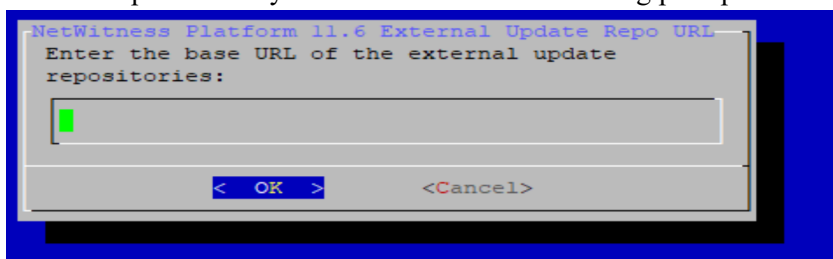 NetWitness Platform 11.6 External Update Repo URL
Enter the base URL of the external update
repositories:
< OK > <Cancel>